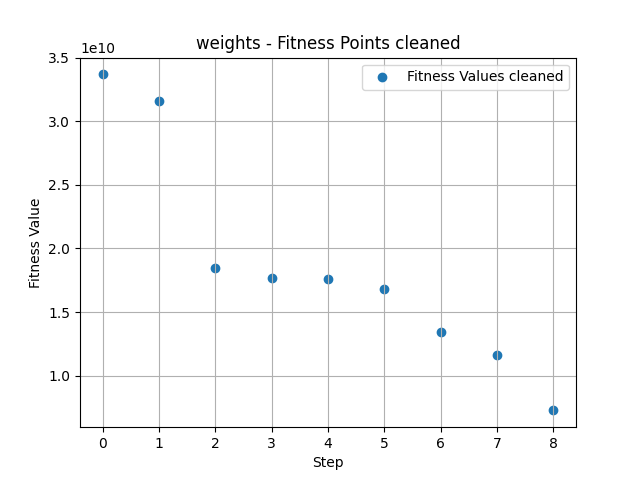 weights - Fitness Points cleaned
1e10
Fitness Values cleaned
3.5
3.0
2.5
2.0
1.5
1.0
Fitness Value
0 1 2 3 4 5 6 7 8
Step